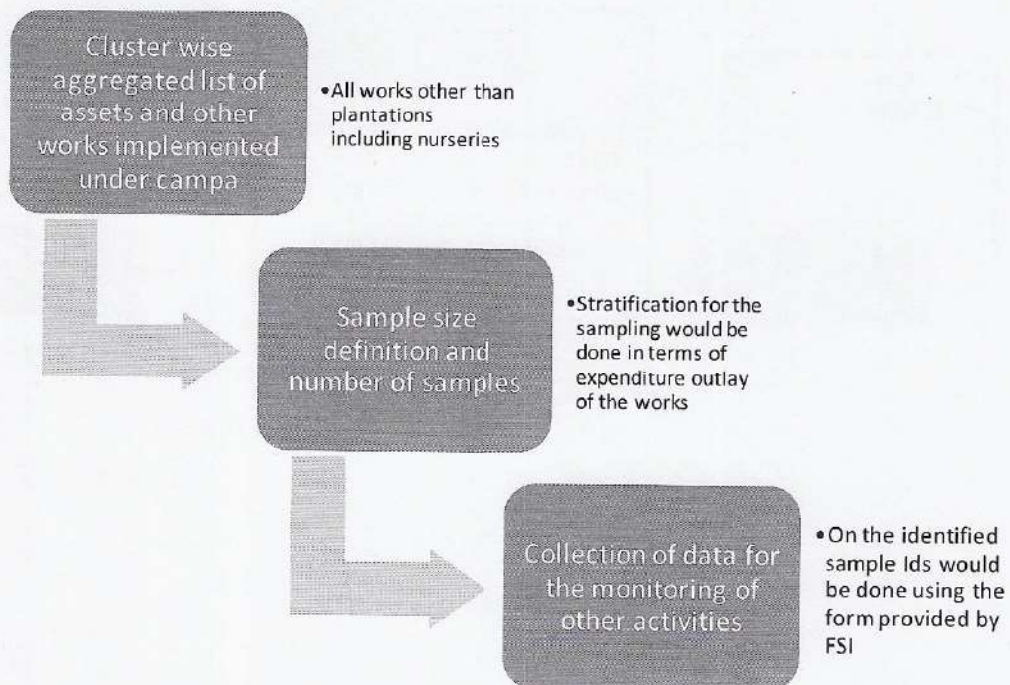 Cluster wise
aggregated list of
assets and other
works implemented
under campa
•All works other than
plantations
including nurseries
Sample size
definition and
number of samples
•Stratification for the
sampling would be
done in terms of
expenditure outlay
of the works
Collection of data for
the monitoring of
other activities
•On the identified
sample Ids would
be done using the
form provided by
FSI